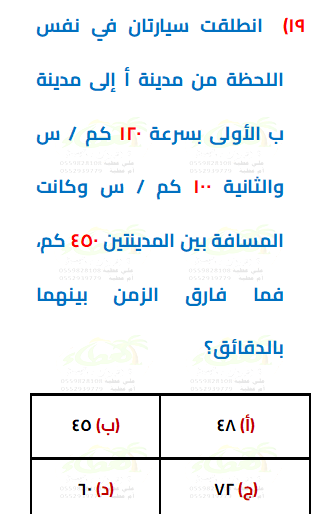 ١٩) انطلقت سيارتان في نفس
اللحظة من مدينة أ إلى مدينة
ب الأولى بسرعة ١٢٠ كم / س
والثانية ١٠٠ كم / س وكانت
المسافة بين المدينتين ٤٥٠ كم،
فما فارق الزمن بينهما
بالدقائق؟
(أ) ٤٨ (ب) ٤٥
(ج) ٧٢ (د) ٦٠